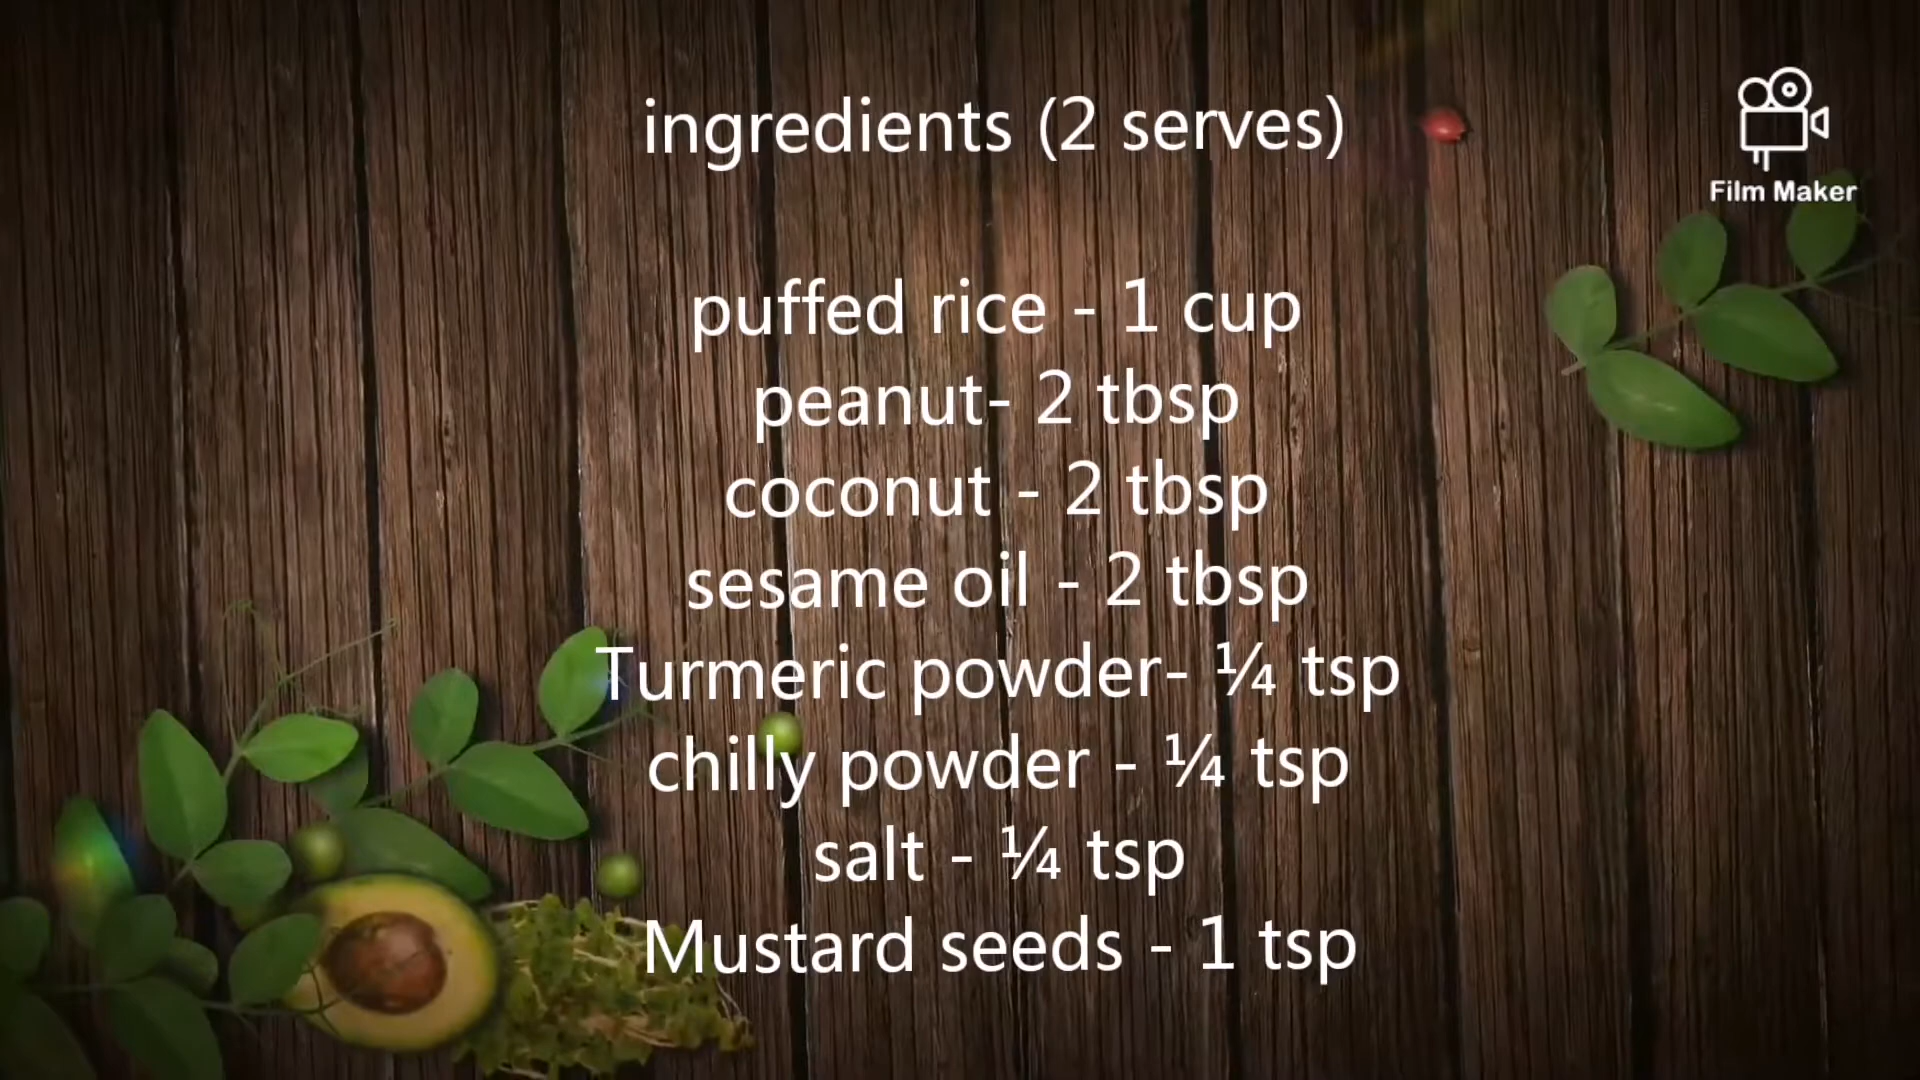 ingredients (2 serves)
Film Maker
puffed rice - 1 cup
peanut- 2 tbsp
coconut - 2 tbsp
sesame oil - 2 tbsp
Turmeric powder- ¼ tsp
chilly powder - ¼ tsp
salt - ¼ tsp
Mustard seeds - 1 tsp